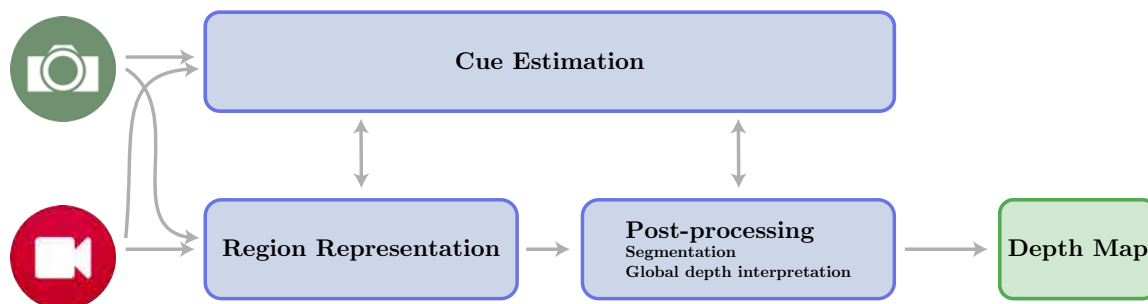 Cue Estimation
Region Representation
Post-processing
Segmentation
Global depth interpretation
Depth Map